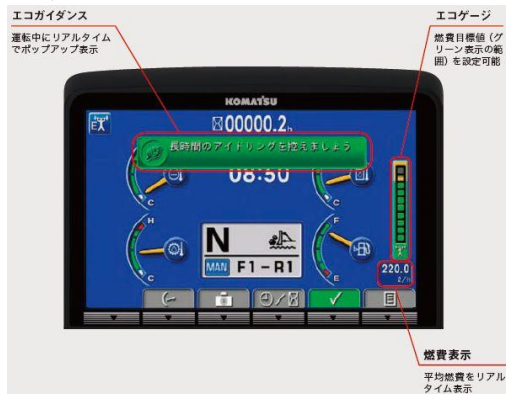 エコガイダンス
運転中にリアルタイム
でポップアップ表示
エコゲージ
燃費目標値(グ
リーン表示の範
囲)を設定可能
KOMATSU
00000.2h
長時間のアイドリングを控えましょう
08:50
C
C
H
C
F
E
N
MAN F1-R1
220.0
ℓ/h
燃費表示
平均燃費をリアル
タイム表示